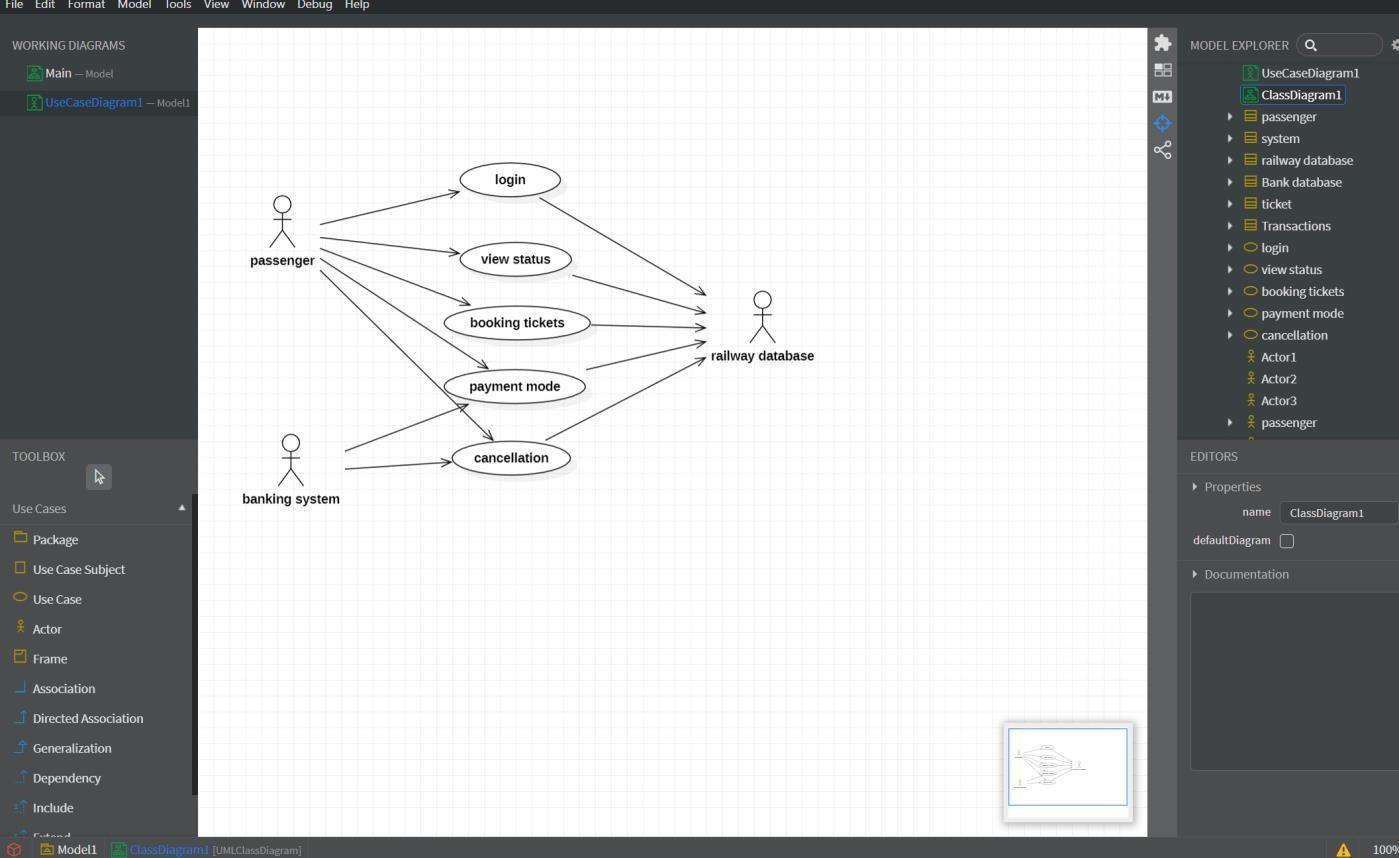 File Edit Format Model Tools View Window Debug Help
WORKING DIAGRAMS
Main — Model
UseCaseDiagram1 — Model1
TOOLBOX
Use Cases
Package
Use Case Subject
Use Case
Actor
Frame
Association
Directed Association
Generalization
Dependency
Include
Extend
login
passenger
view status
booking tickets
railway database
payment mode
cancellation
banking system
MODEL EXPLORER
UseCaseDiagram1
ClassDiagram1
passenger
system
railway database
Bank database
ticket
Transactions
login
view status
booking tickets
payment mode
cancellation
Actor1
Actor2
Actor3
passenger
EDITORS
Properties
name ClassDiagram1
defaultDiagram
Documentation
Model1 ClassDiagram1 [UMLClassDiagram]
100%